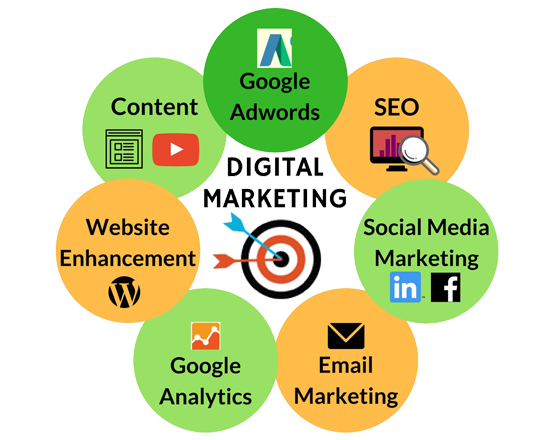 Google
Adwords
Content
SEO
DIGITAL
MARKETING
Website
Enhancement
Social Media
Marketing
in
f
Google
Analytics
Email
Marketing